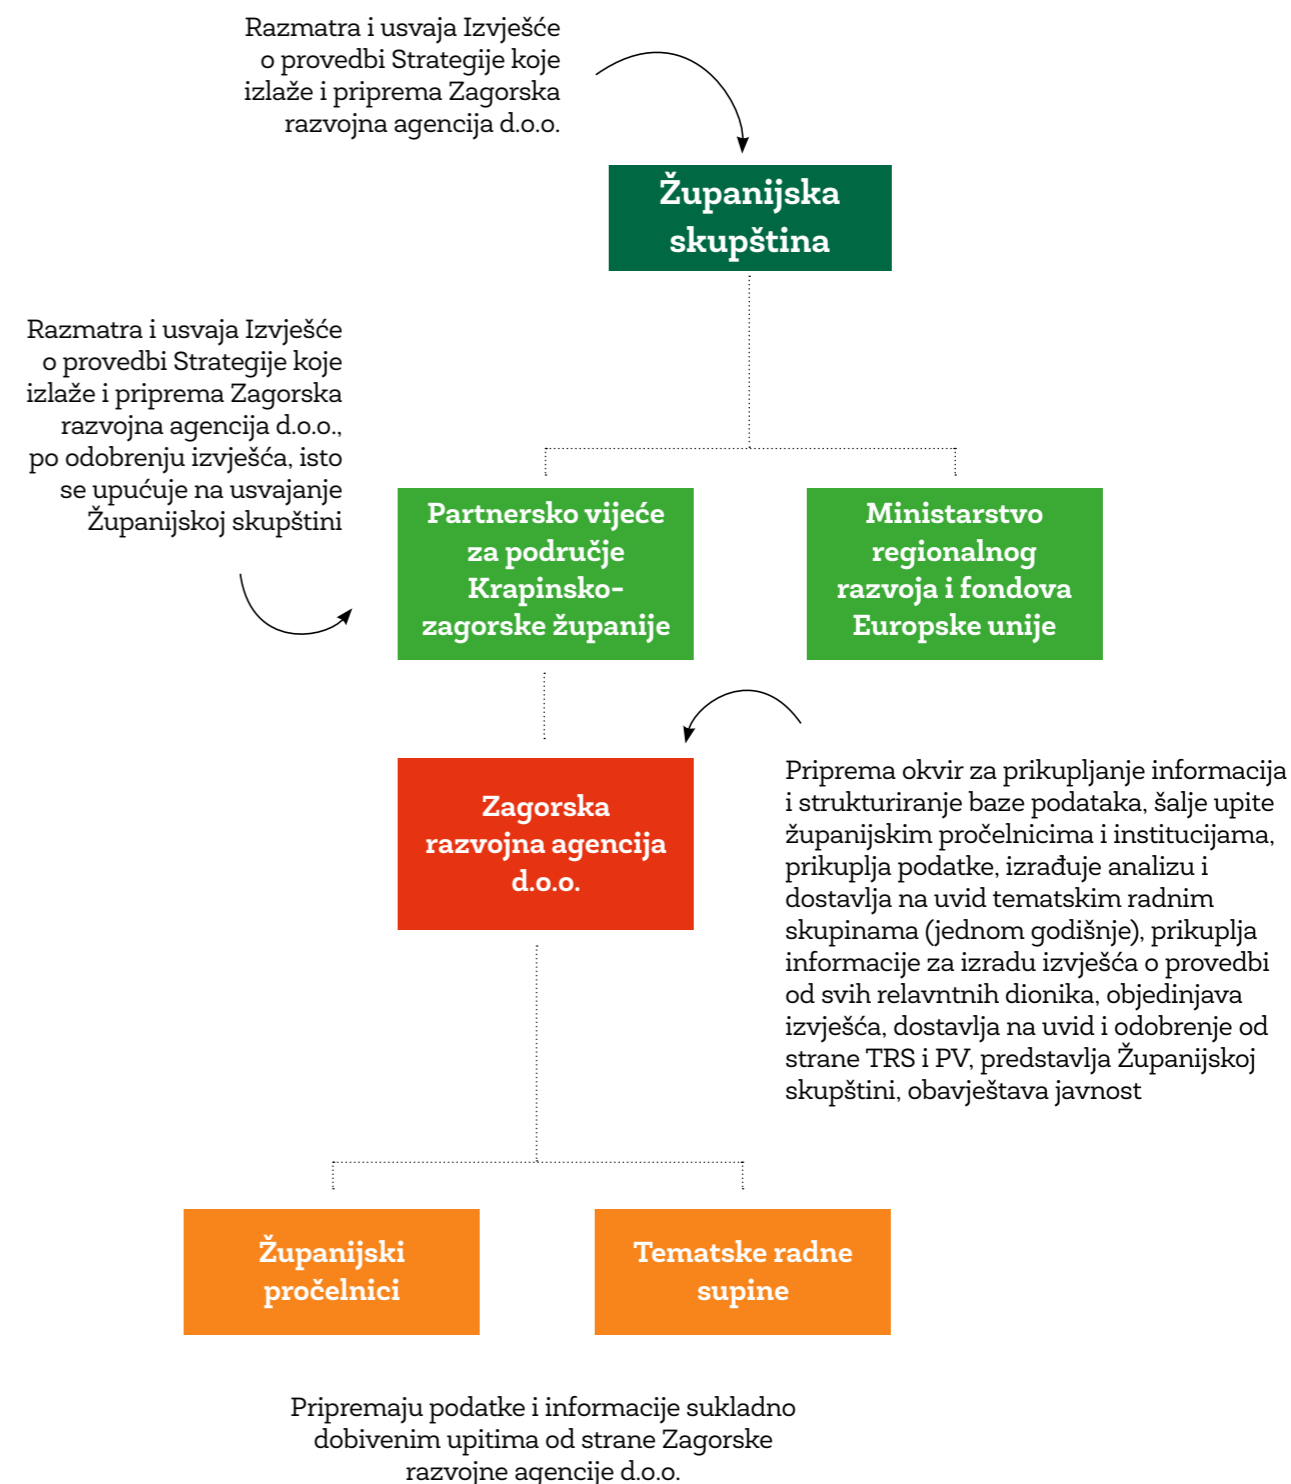 Razmatra i usvaja Izvješće
o provedbi Strategije koje
izlaže i priprema Zagorska
razvojna agencija d.o.o.
Županijska
skupština
Razmatra i usvaja Izvješće
o provedbi Strategije koje
izlaže i priprema Zagorska
razvojna agencija d.o.o.,
po odobrenju izvješća, isto
se upućuje na usvajanje
Županijskoj skupštini
Partnersko vijeće
za područje
Krapinsko-
zagorske županije
Ministarstvo
regionalnog
razvoja i fondova
Europske unije
Zagorska
razvojna agencija
d.o.o.
Priprema okvir za prikupljanje informacija
i strukturiranje baze podataka, šalje upite
županijskim pročelnicima i institucijama,
prikuplja podatke, izrađuje analizu i
dostavlja na uvid tematskim radnim
skupinama (jednom godišnje), prikuplja
informacije za izradu izvješća o provedbi
od svih relavntnih dionika, objedinjava
izvješća, dostavlja na uvid i odobrenje od
strane TRS i PV, predstavlja Županijskoj
skupštini, obavještava javnost
Županijski
pročelnici
Tematske radne
supine
Pripremaju podatke i informacije sukladno
dobivenim upitima od strane Zagorske
razvojne agencije d.o.o.